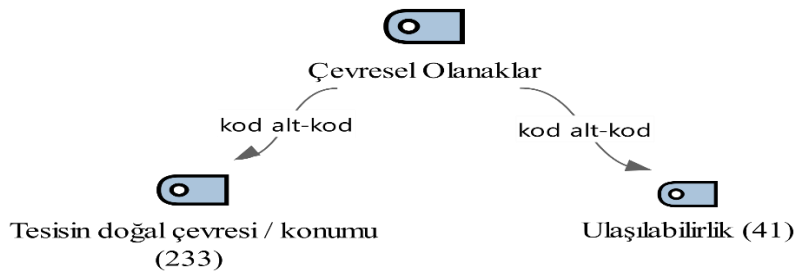 Çevresel Olanaklar
kod alt-kod
kod alt-kod
Tesisin doğal çevresi / konumu
(233)
Ulaşılabilirlik (41)